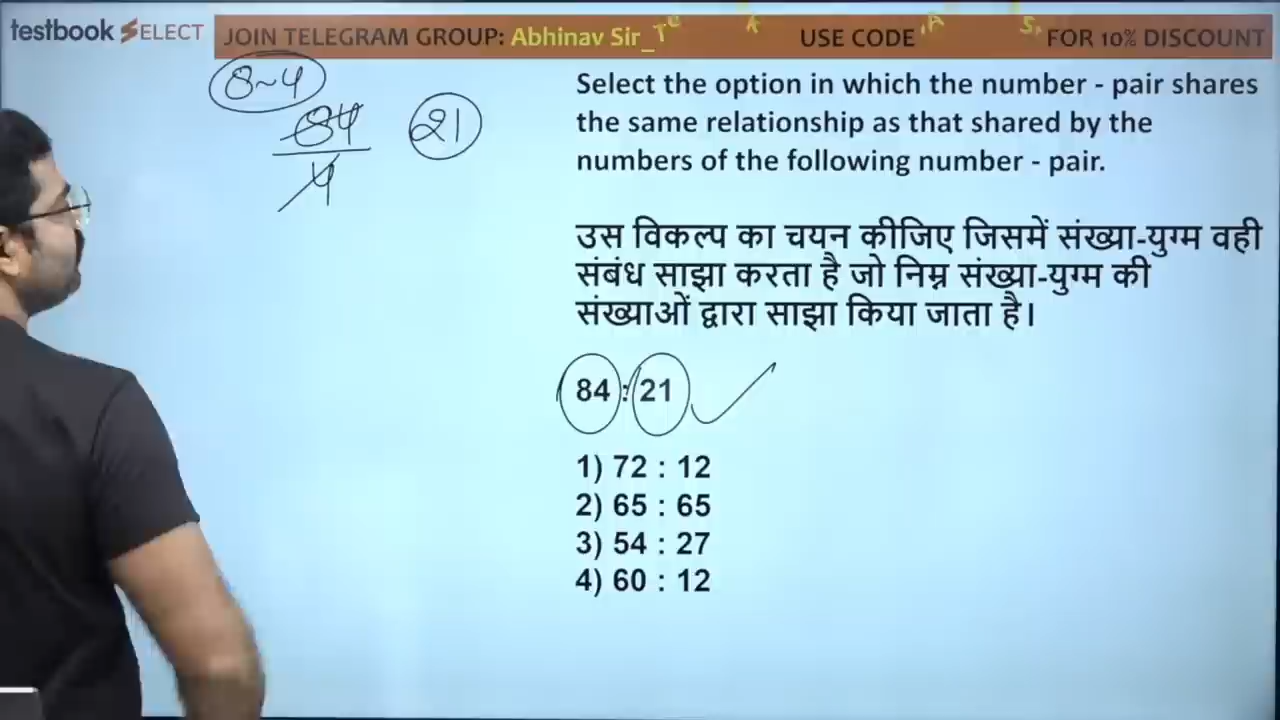 testbook SELECT
JOIN TELEGRAM GROUP: Abhinav Sir_Te
USE CODE
FOR 10% DISCOUNT
8~4
84
4
21
Select the option in which the number - pair shares
the same relationship as that shared by the
numbers of the following number - pair.
उस विकल्प का चयन कीजिए जिसमें संख्या-युग्म वही
संबंध साझा करता है जो निम्न संख्या-युग्म की
संख्याओं द्वारा साझा किया जाता है।
84 : 21
1) 72 : 12
2) 65 : 65
3) 54 : 27
4) 60 : 12